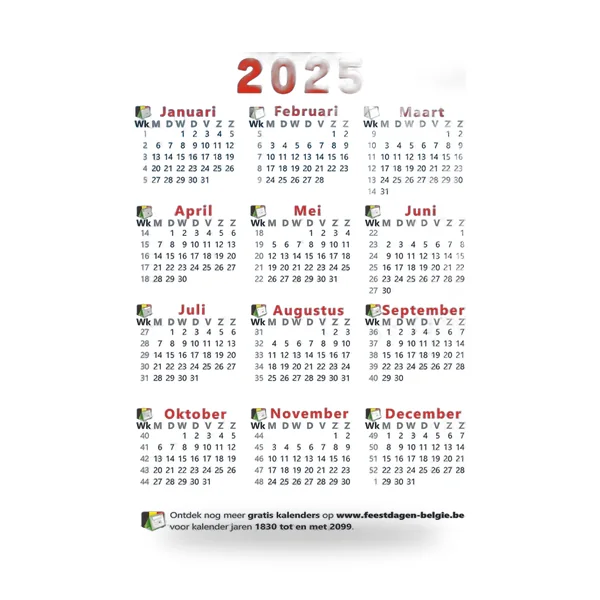 2025
Januari Februari Maart
Wk M D W D V Z Z Wk M D W D V Z Z Wk M D W D V Z Z
1 1 2 3 4 5 5 1 2 9 1 2
2 6 7 8 9 10 11 12 6 3 4 5 6 7 8 9 10 3 4 5 6 7 8 9
3 13 14 15 16 17 18 19 7 10 11 12 13 14 15 16 11 10 11 12 13 14 15 16
4 20 21 22 23 24 25 26 8 17 18 19 20 21 22 23 12 17 18 19 20 21 22 23
5 27 28 29 30 31 9 24 25 26 27 28 13 24 25 26 27 28 29 30
14 31
April Mei Juni
Wk M D W D V Z Z Wk M D W D V Z Z Wk M D W D V Z Z
14 1 2 3 4 5 6 18 1 2 3 4 22 1
15 7 8 9 10 11 12 13 19 5 6 7 8 9 10 11 23 2 3 4 5 6 7 8
16 14 15 16 17 18 19 20 20 12 13 14 15 16 17 18 24 9 10 11 12 13 14 15
17 21 22 23 24 25 26 27 21 19 20 21 22 23 24 25 25 16 17 18 19 20 21 22
18 28 29 30 22 26 27 28 29 30 31 26 23 24 25 26 27 28 29
27 30
Juli Augustus September
Wk M D W D V Z Z Wk M D W D V Z Z Wk M D W D V Z Z
27 1 2 3 4 5 6 31 1 2 3 36 1 2 3 4 5 6 7
28 7 8 9 10 11 12 13 32 4 5 6 7 8 9 10 37 8 9 10 11 12 13 14
29 14 15 16 17 18 19 20 33 11 12 13 14 15 16 17 38 15 16 17 18 19 20 21
30 21 22 23 24 25 26 27 34 18 19 20 21 22 23 24 39 22 23 24 25 26 27 28
31 28 29 30 31 35 25 26 27 28 29 30 31 40 29 30
Oktober November December
Wk M D W D V Z Z Wk M D W D V Z Z Wk M D W D V Z Z
40 1 2 3 4 5 44 1 2 49 1 2 3 4 5 6 7
41 6 7 8 9 10 11 12 45 3 4 5 6 7 8 9 50 8 9 10 11 12 13 14
42 13 14 15 16 17 18 19 46 10 11 12 13 14 15 16 51 15 16 17 18 19 20 21
43 20 21 22 23 24 25 26 47 17 18 19 20 21 22 23 52 22 23 24 25 26 27 28
44 27 28 29 30 31 48 24 25 26 27 28 29 30 1 29 30 31
Ontdek nog meer gratis kalenders op www.feestdagen-belgie.be
voor kalender jaren 1830 tot en met 2099.